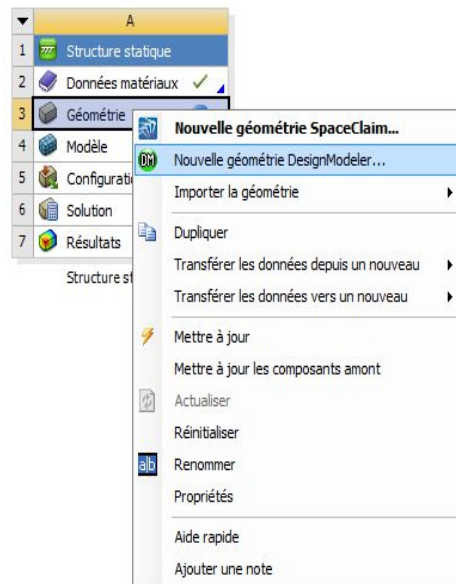 A
1 Structure statique
2 Données matériaux
3 Géométrie
4 Modèle
5 Configurati
6 Solution
7 Résultats
Structure st
Nouvelle géométrie SpaceClaim...
DM Nouvelle géométrie DesignModeler...
Importer la géométrie
Dupliquer
Transférer les données depuis un nouveau
Transférer les données vers un nouveau
Mettre à jour
Mettre à jour les composants amont
Actualiser
Réinitialiser
a|b Renommer
Propriétés
Aide rapide
Ajouter une note